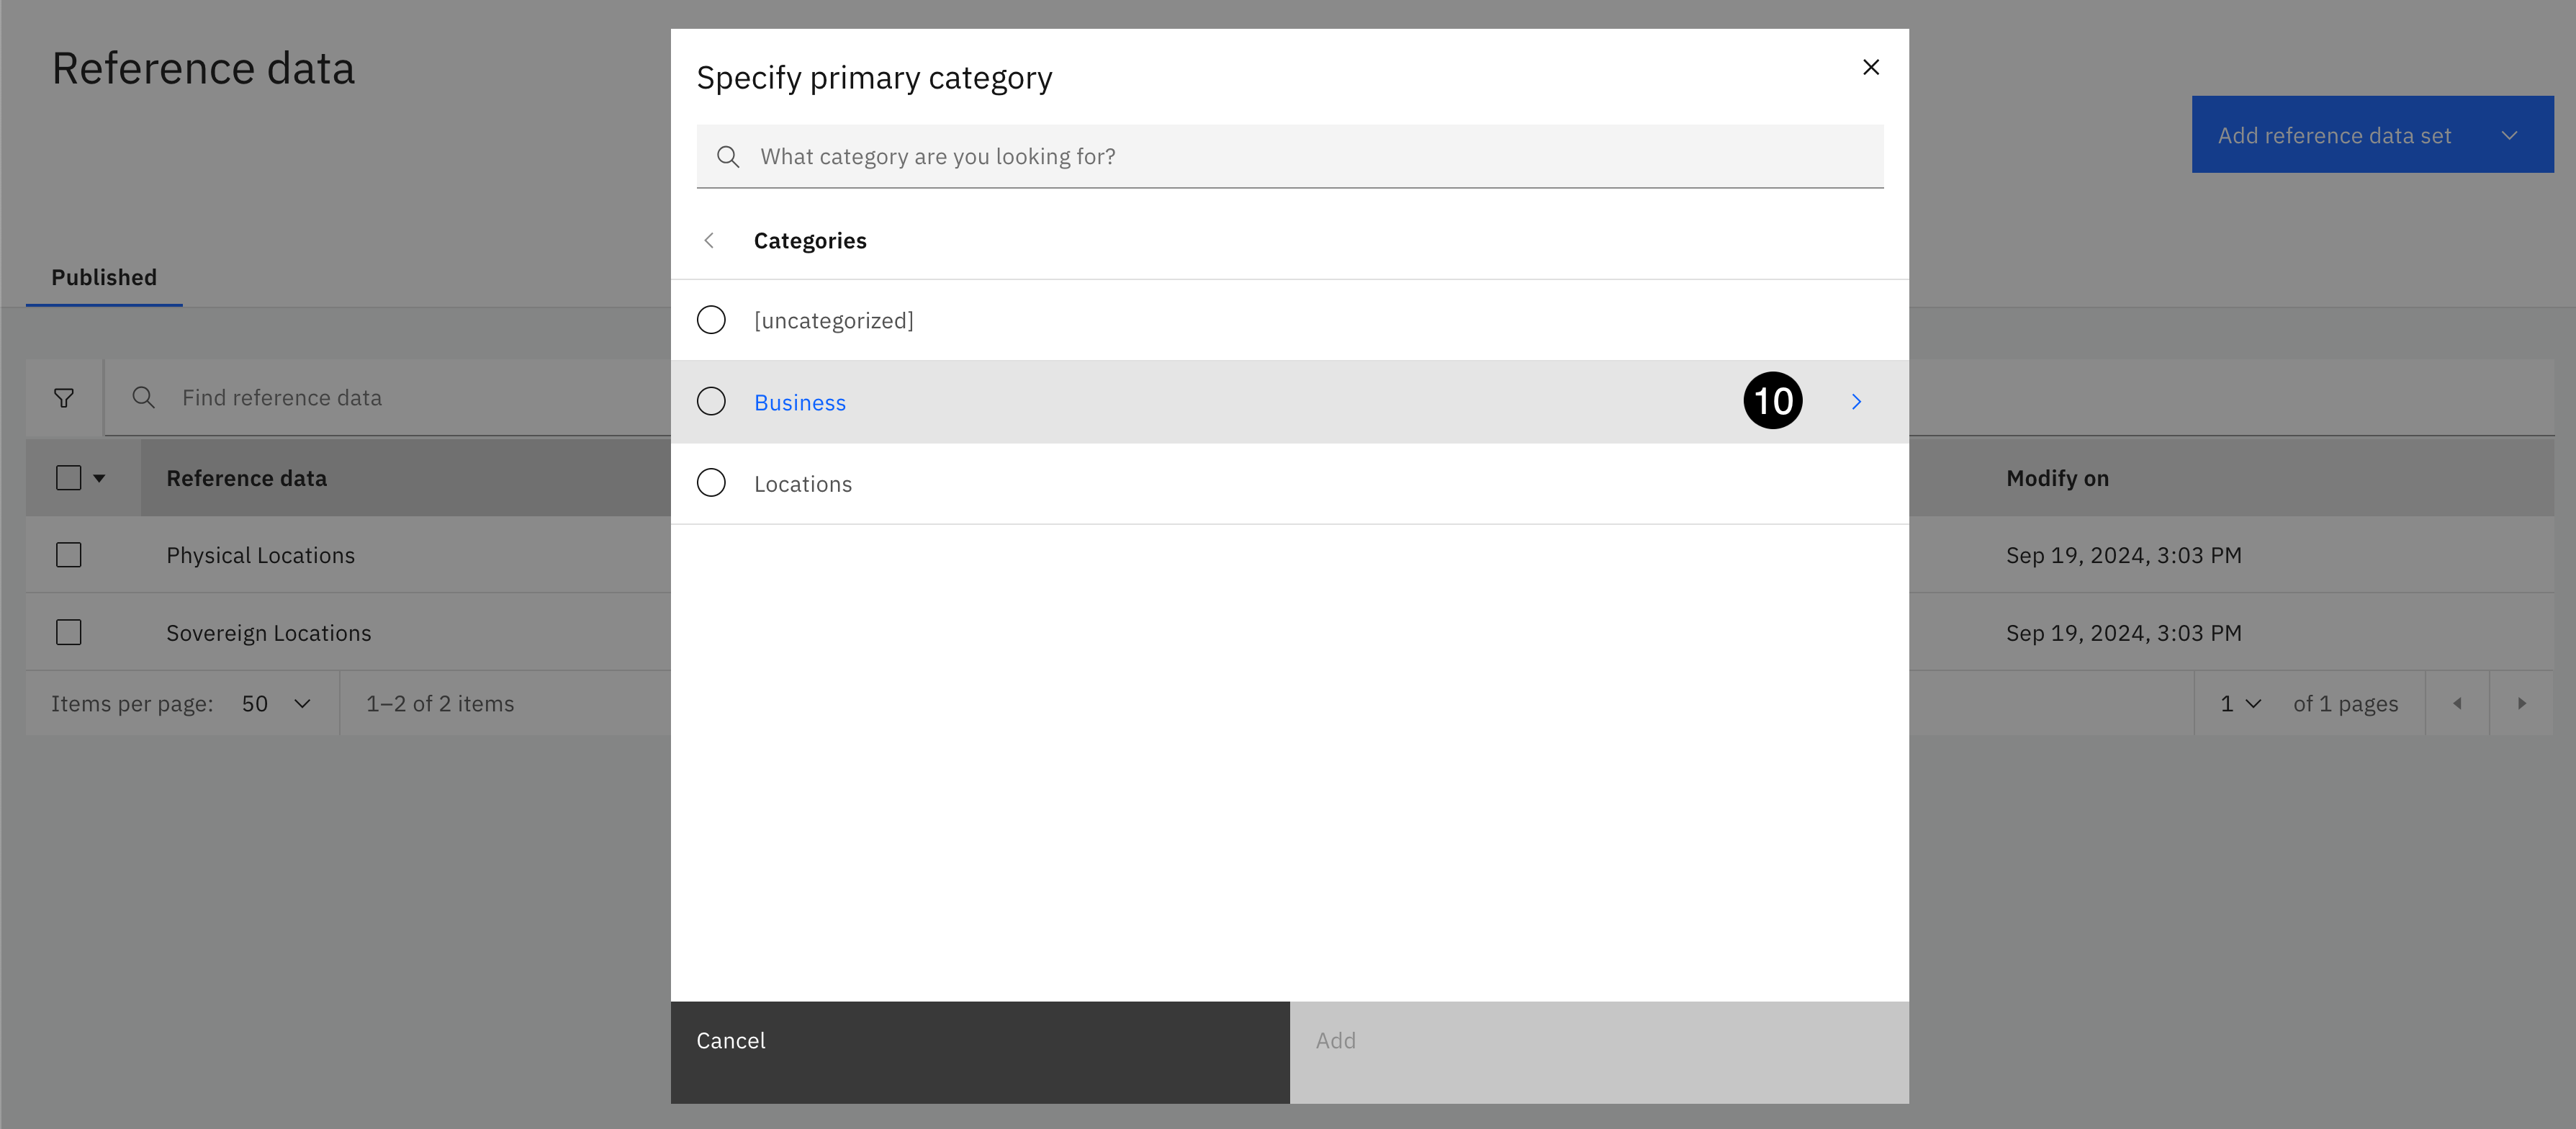 Reference data
Add reference data set
Published
Find reference data
Reference data
Modify on
Physical Locations
Sep 19, 2024, 3:03 PM
Sovereign Locations
Sep 19, 2024, 3:03 PM
Items per page: 50
1–2 of 2 items
1 of 1 pages
Specify primary category
What category are you looking for?
Categories
[uncategorized]
Business
10
Locations
Cancel
Add